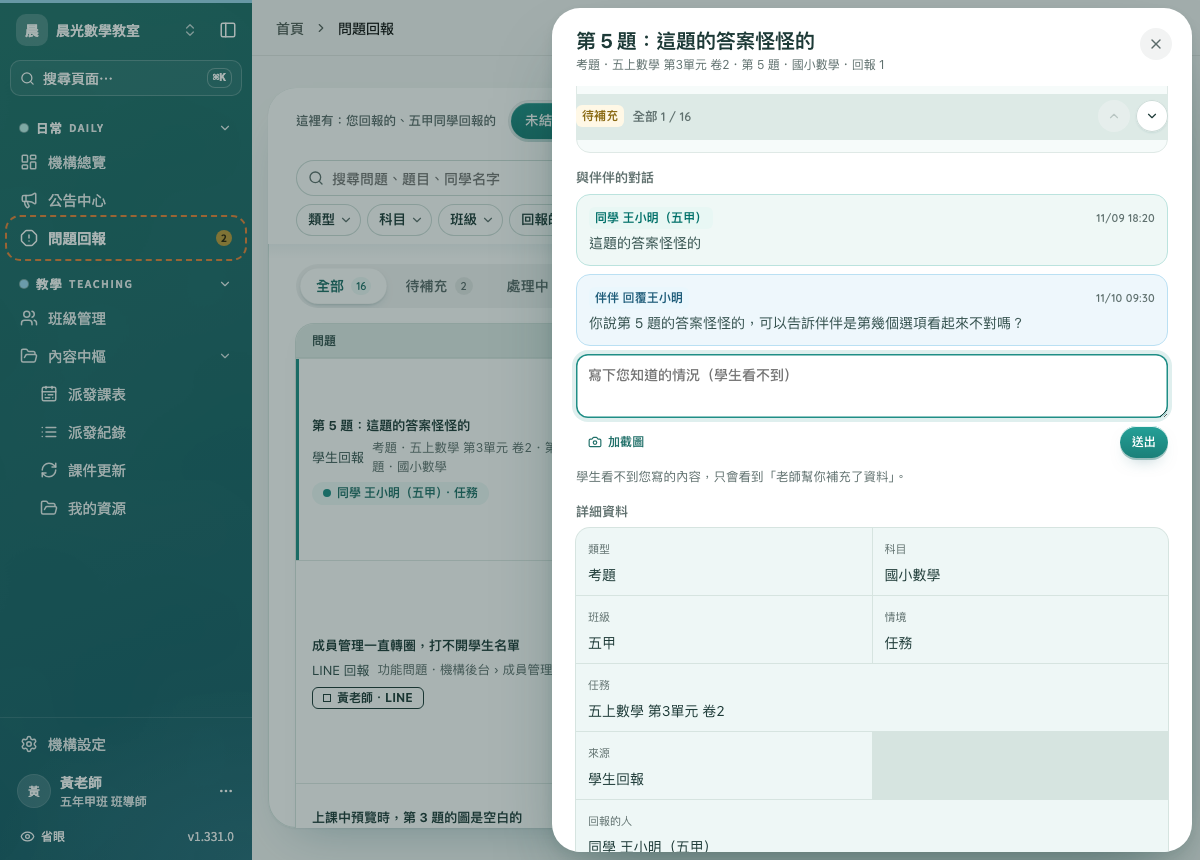 晨
晨光數學教室
搜尋頁面…
⌘K
日常 DAILY
機構總覽
公告中心
問題回報
2
教學 TEACHING
班級管理
內容中樞
派發課表
派發紀錄
課件更新
我的資源
機構設定
黃
黃老師
五年甲班 班導師
省眼
v1.331.0
首頁
問題回報
這裡有：您回報的、五甲同學回報的
未結
搜尋問題、題目、同學名字
類型
科目
班級
回報的
全部 16
待補充 2
處理中
問題
第 5 題：這題的答案怪怪的
學生回報
考題 · 五上數學 第3單元 卷2 · 第
題 · 國小數學
同學 王小明（五甲）· 任務
成員管理一直轉圈，打不開學生名單
LINE 回報 功能問題 · 機構後台 › 成員管理
黃老師 · LINE
上課中預覽時，第 3 題的圖是空白的
第 5 題：這題的答案怪怪的
考題 · 五上數學 第3單元 卷2 · 第 5 題 · 國小數學 · 回報 1
待補充
全部 1 / 16
與伴伴的對話
同學 王小明（五甲）
11/09 18:20
這題的答案怪怪的
伴伴 回覆王小明
11/10 09:30
你說第 5 題的答案怪怪的，可以告訴伴伴是第幾個選項看起來不對嗎？
寫下您知道的情況（學生看不到）
加截圖
送出
學生看不到您寫的內容，只會看到「老師幫你補充了資料」。
詳細資料
類型
考題
科目
國小數學
班級
五甲
情境
任務
任務
五上數學 第3單元 卷2
來源
學生回報
回報的人
同學 王小明（五甲）